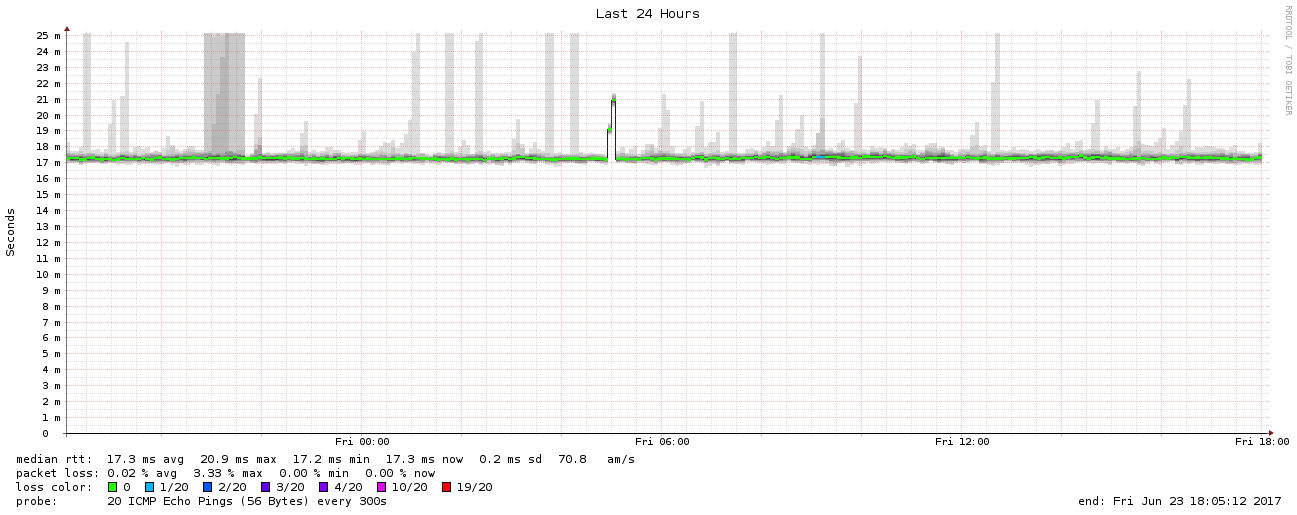 Last 24 Hours
RRDTOOL / TOBI OETIKER
Seconds
25 m
24 m
23 m
22 m
21 m
20 m
19 m
18 m
17 m
16 m
15 m
14 m
13 m
12 m
11 m
10 m
9 m
8 m
7 m
6 m
5 m
4 m
3 m
2 m
1 m
0
Fri 00:00 Fri 06:00 Fri 12:00 Fri 18:00
median rtt: 17.3 ms avg 20.9 ms max 17.2 ms min 17.3 ms now 0.2 ms sd 70.8 am/s
packet loss: 0.02 % avg 3.33 % max 0.00 % min 0.00 % now
loss color: 0 1/20 2/20 3/20 4/20 10/20 19/20
probe: 20 ICMP Echo Pings (56 Bytes) every 300s end: Fri Jun 23 18:05:12 2017